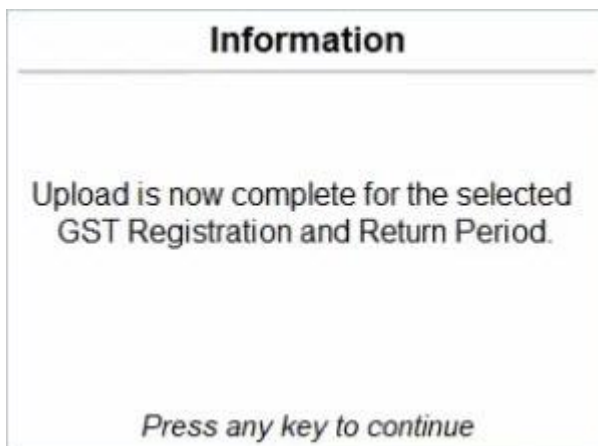 Information
Upload is now complete for the selected
GST Registration and Return Period.
Press any key to continue